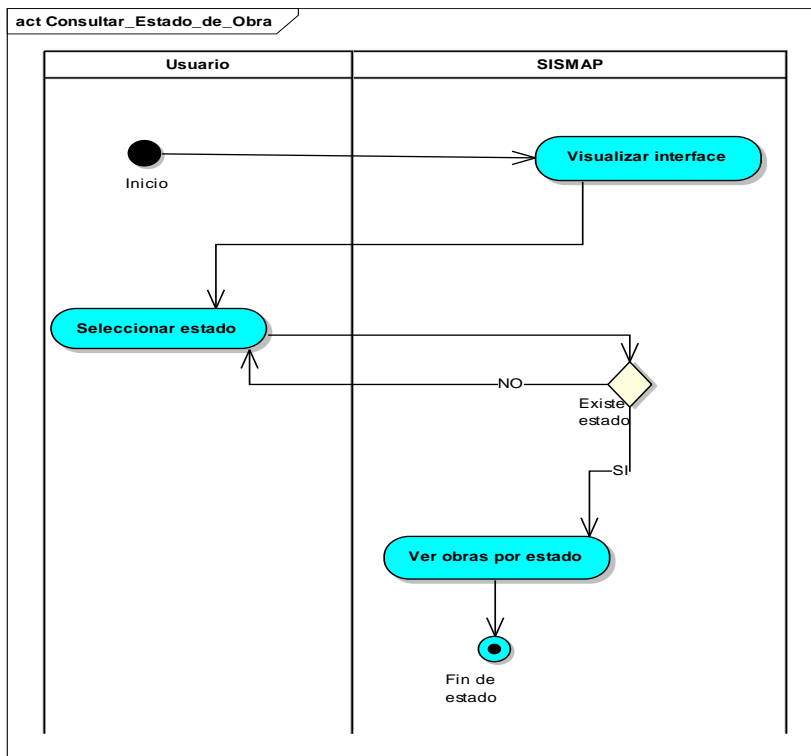 act Consultar_Estado_de_Obra
Usuario
SISMAP
Inicio
Visualizar interface
Seleccionar estado
NO
Existe
estado
SI
Ver obras por estado
Fin de
estado